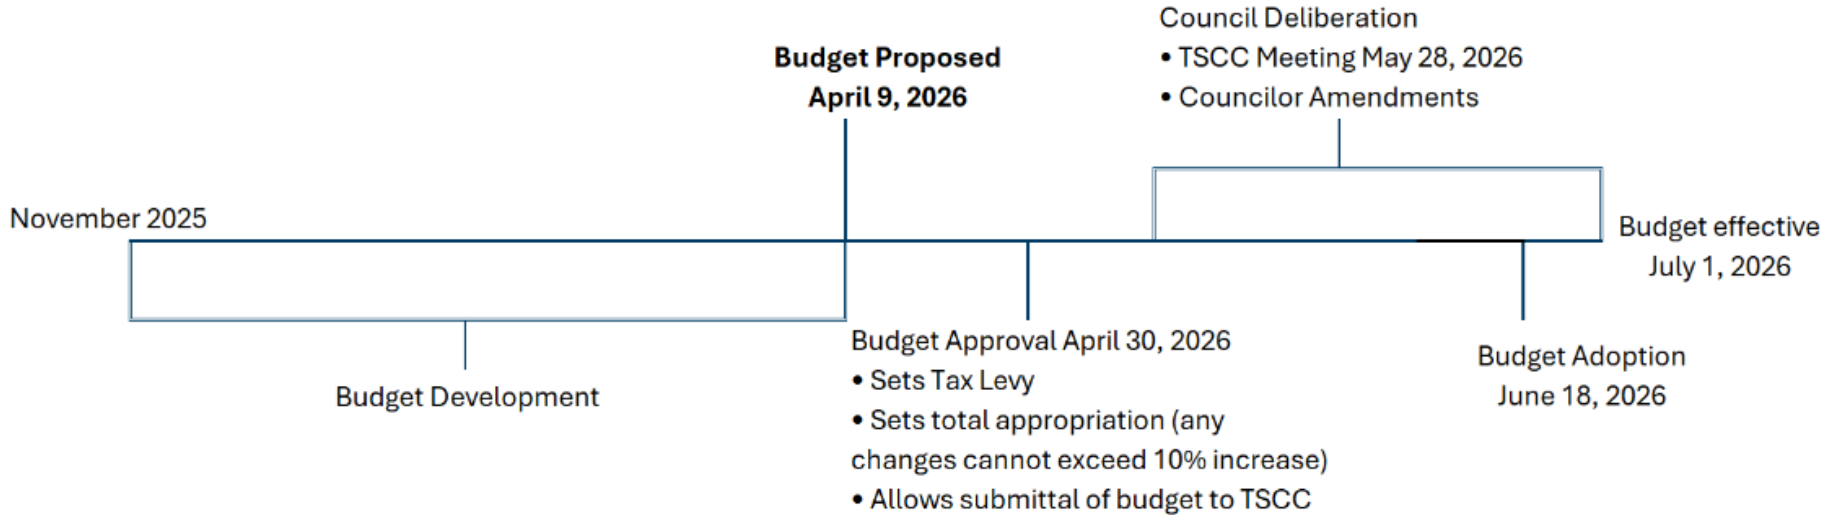 Council Deliberation
• TSCC Meeting May 28, 2026
• Councilor Amendments
Budget Proposed
April 9, 2026
November 2025
Budget effective
July 1, 2026
Budget Development
Budget Approval April 30, 2026
• Sets Tax Levy
• Sets total appropriation (any
changes cannot exceed 10% increase)
• Allows submittal of budget to TSCC
Budget Adoption
June 18, 2026